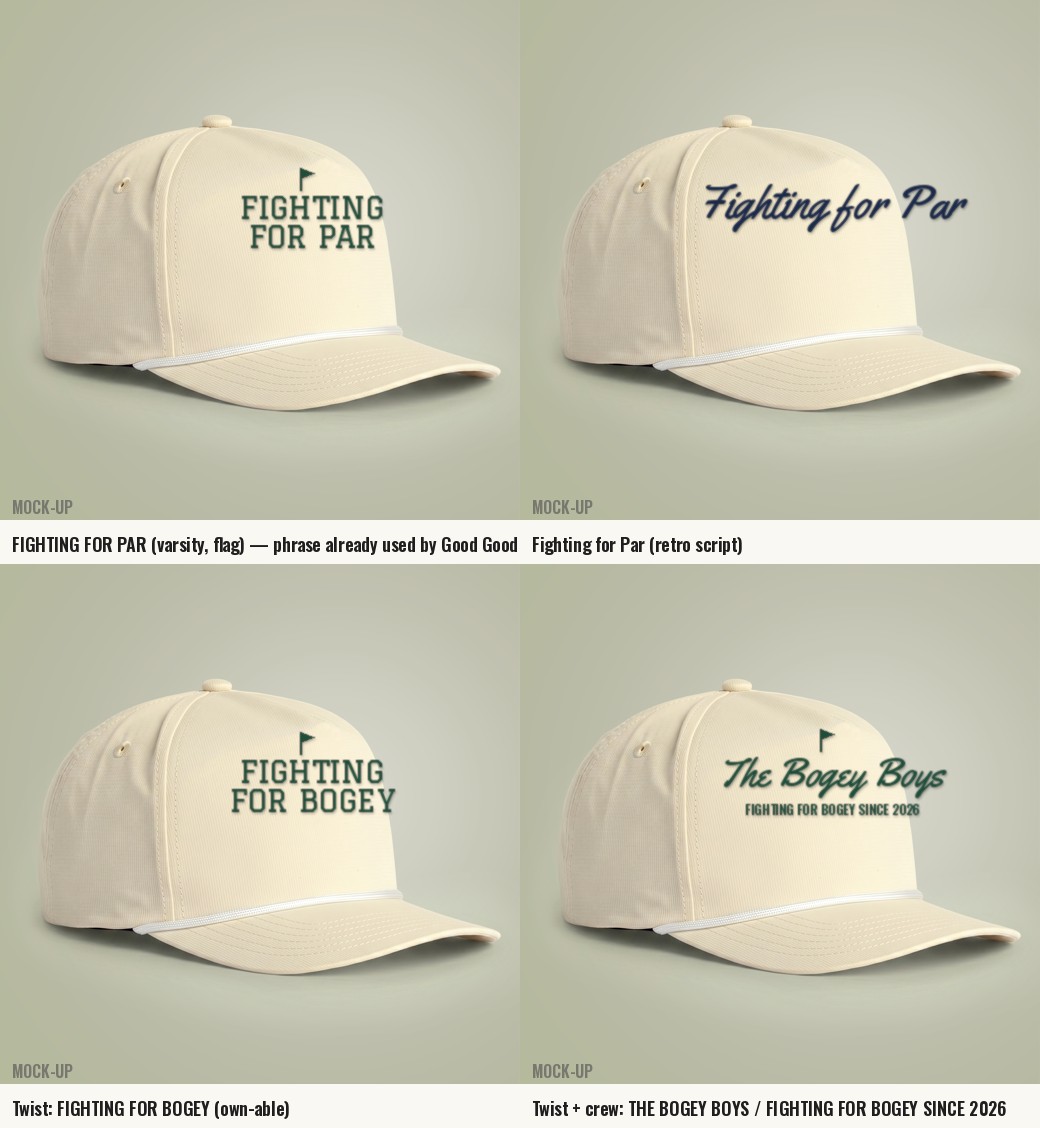 FIGHTING
FOR PAR
MOCK-UP
FIGHTING FOR PAR (varsity, flag) — phrase already used by Good Good
Fighting for Par
MOCK-UP
Fighting for Par (retro script)
FIGHTING
FOR BOGEY
MOCK-UP
Twist: FIGHTING FOR BOGEY (own-able)
The Bogey Boys
FIGHTING FOR BOGEY SINCE 2026
MOCK-UP
Twist + crew: THE BOGEY BOYS / FIGHTING FOR BOGEY SINCE 2026